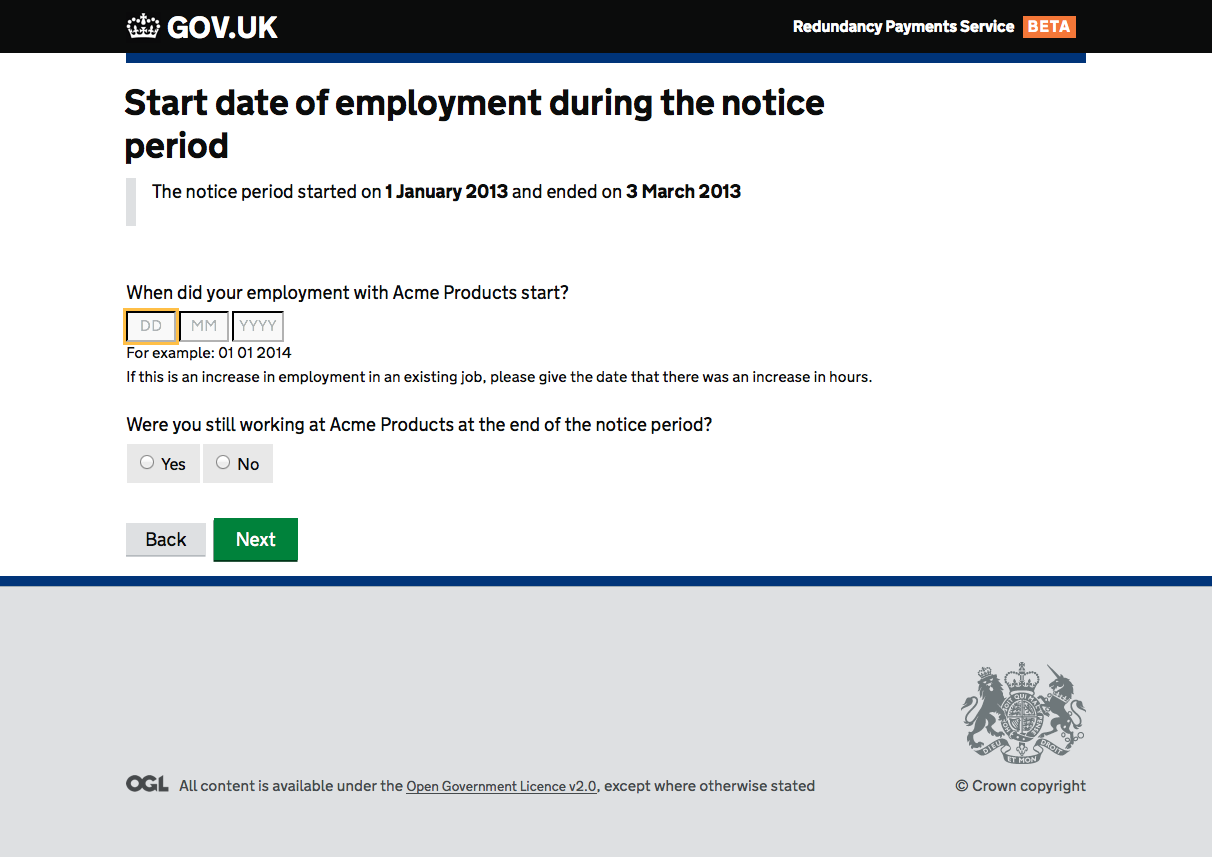 GOV.UK
Redundancy Payments Service BETA
Start date of employment during the notice
period
The notice period started on 1 January 2013 and ended on 3 March 2013
When did your employment with Acme Products start?
DD MM YYYY
For example: 01 01 2014
If this is an increase in employment in an existing job, please give the date that there was an increase in hours.
Were you still working at Acme Products at the end of the notice period?
Yes No
Back Next
DIEU ET MON DROIT
OGL All content is available under the Open Government Licence v2.0, except where otherwise stated
© Crown copyright